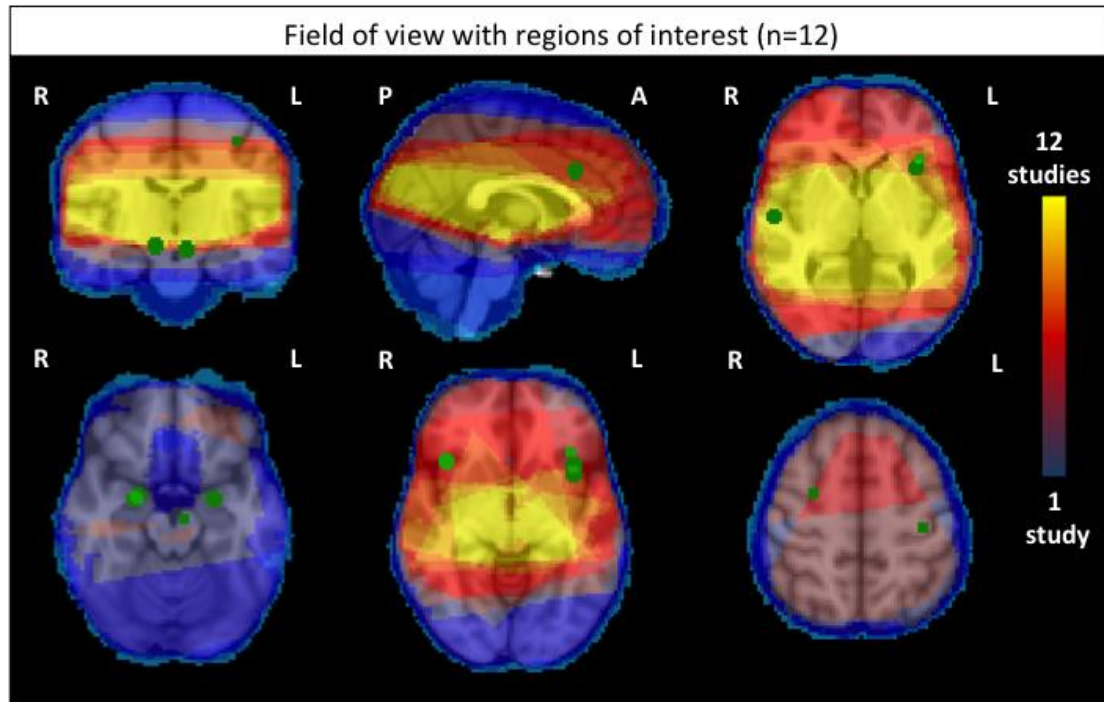 Field of view with regions of interest (n=12)
R L P A R L
12
studies
R L R L R L
1
study